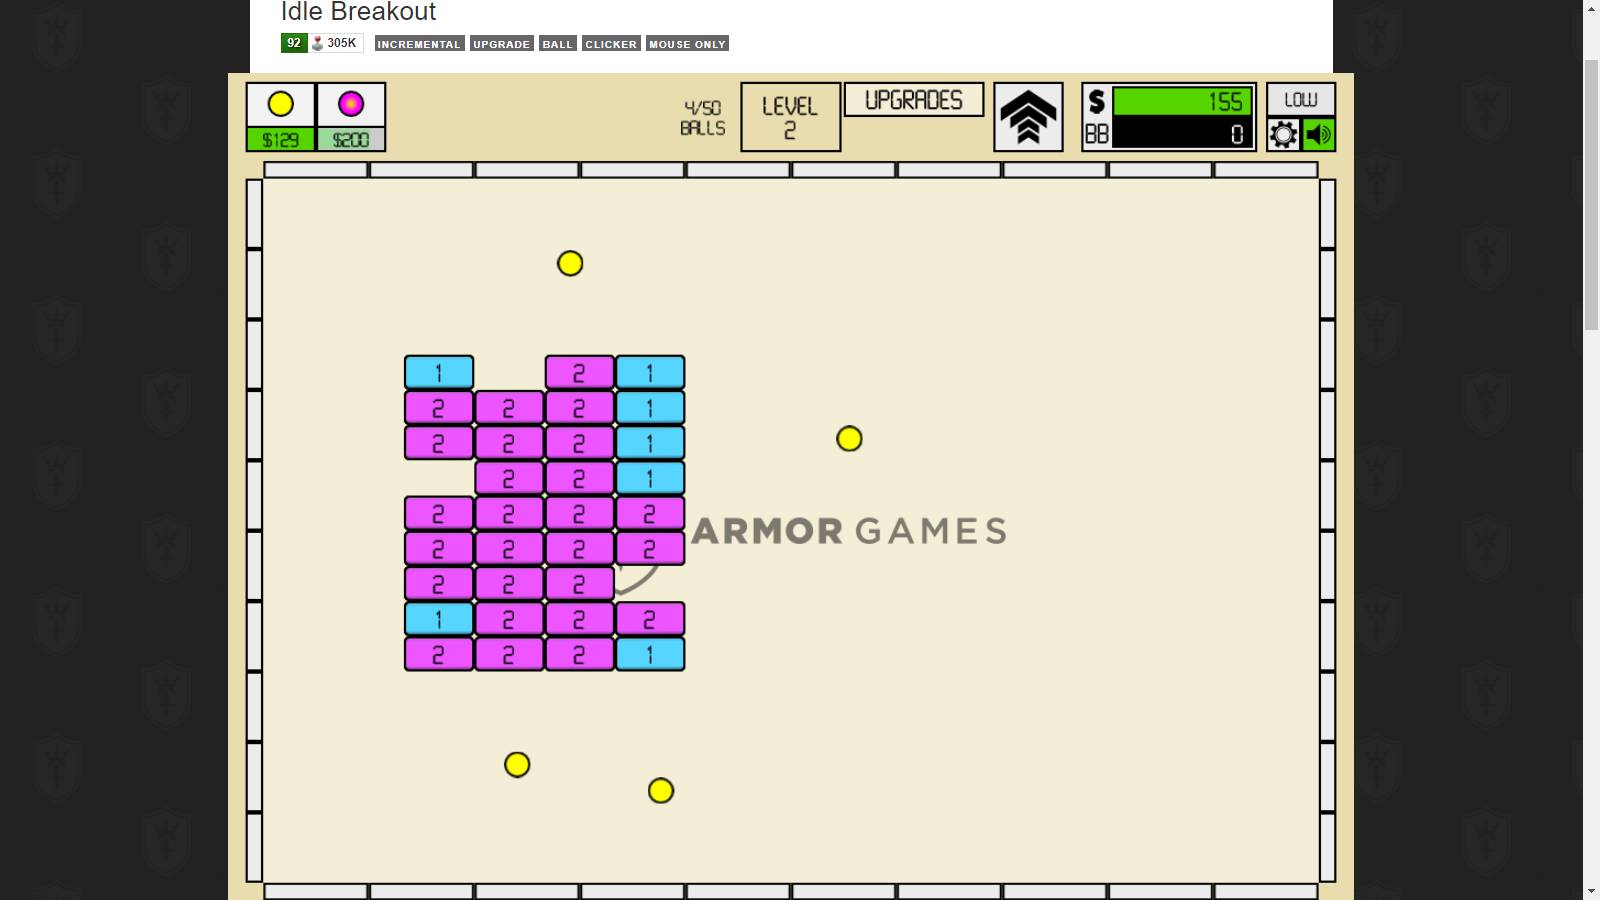 Idle Breakout
92 305K INCREMENTAL UPGRADE BALL CLICKER MOUSE ONLY
$129 $200
4/50
BALLS
LEVEL
2
UPGRADES
$ 155
BB 0
LOW
1 2 1
2 2 2 1
2 2 2 1
2 2 1
2 2 2 2
2 2 2 2
2 2 2
1 2 2 2
2 2 2 1
ARMOR GAMES